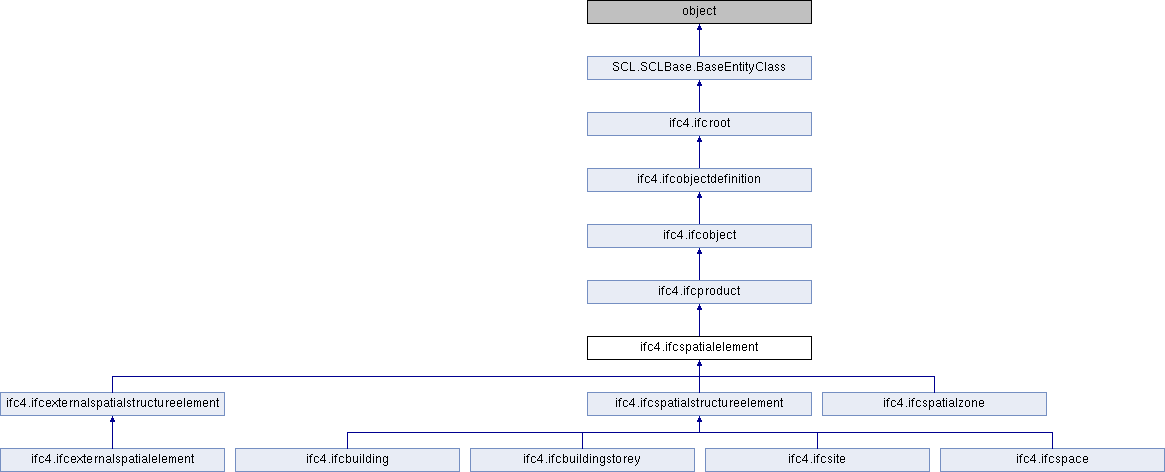 object
SCL.SCLBase.BaseEntityClass
ifc4.ifcroot
ifc4.ifcobjectdefinition
ifc4.ifcobject
ifc4.ifcproduct
ifc4.ifcspatialelement
ifc4.ifcexternalspatialstructureelement
ifc4.ifcspatialstructureelement
ifc4.ifcspatialzone
ifc4.ifcexternalspatialelement
ifc4.ifcbuilding
ifc4.ifcbuildingstorey
ifc4.ifcsite
ifc4.ifcspace